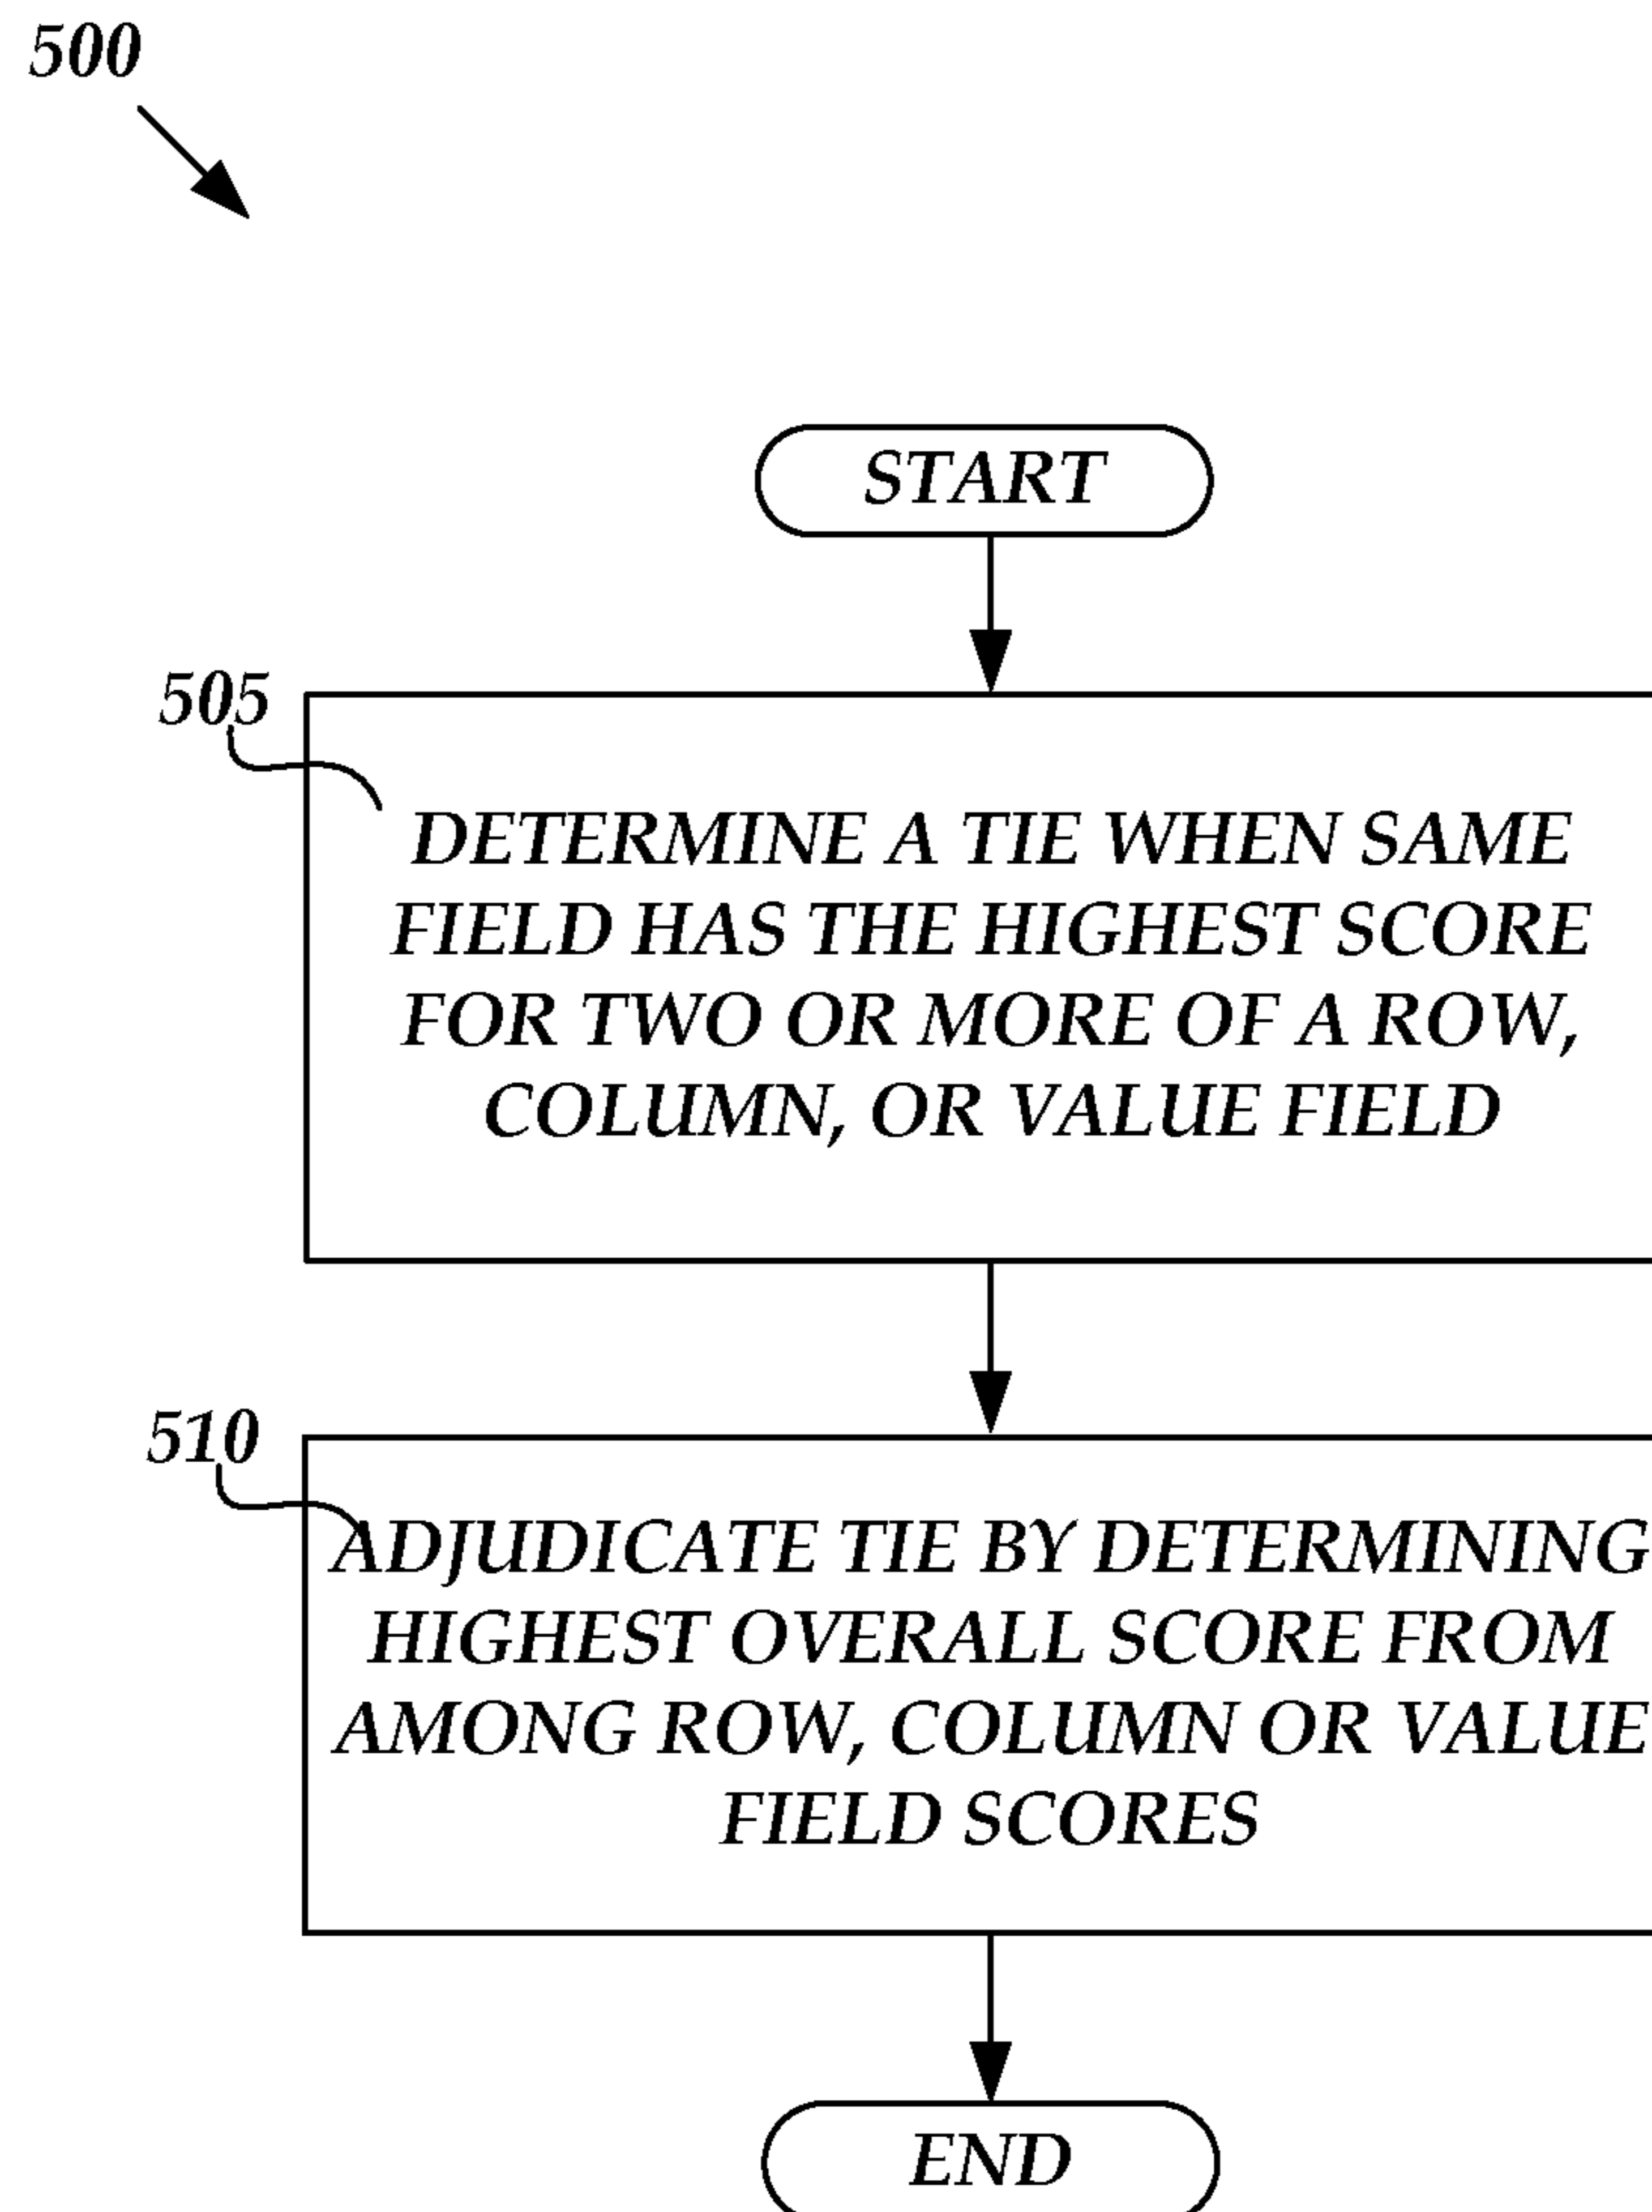 500
START
505
DETERMINE A TIE WHEN SAME
FIELD HAS THE HIGHEST SCORE
FOR TWO OR MORE OF A ROW,
COLUMN, OR VALUE FIELD
510
ADJUDICATE TIE BY DETERMINING
HIGHEST OVERALL SCORE FROM
AMONG ROW, COLUMN OR VALUE
FIELD SCORES
END